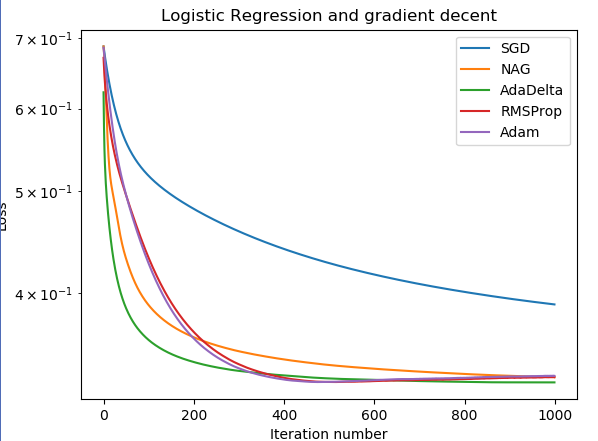 Logistic Regression and gradient decent
7 × 10⁻¹
6 × 10⁻¹
5 × 10⁻¹
4 × 10⁻¹
Loss
SGD
NAG
AdaDelta
RMSProp
Adam
0
200
400
600
800
1000
Iteration number